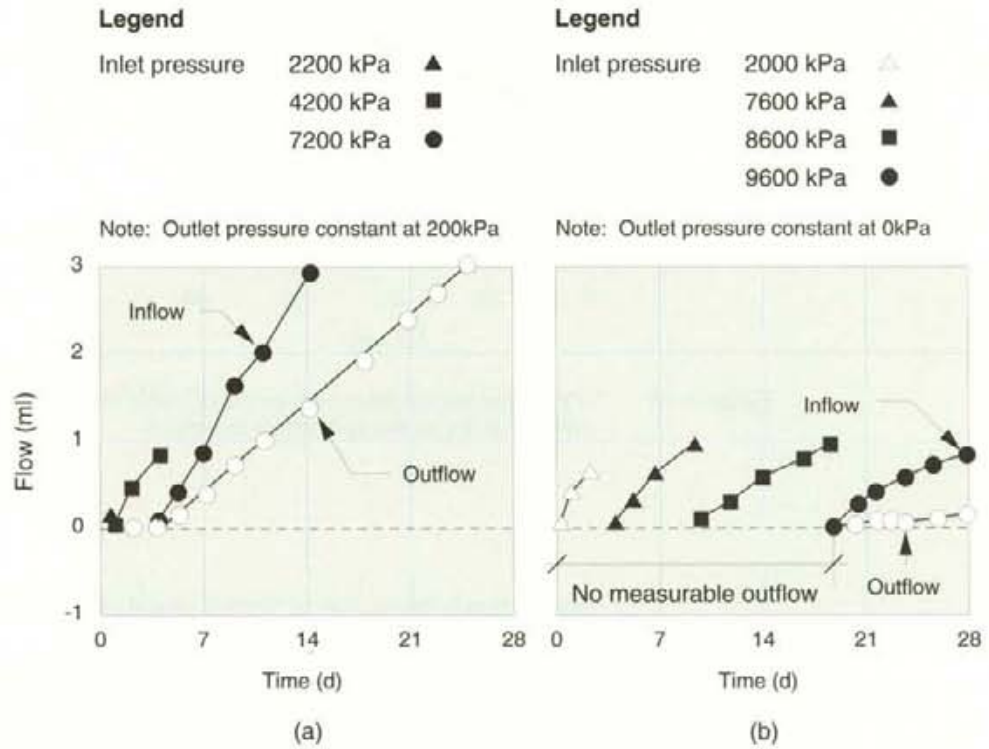 Legend
Inlet pressure 2200 kPa
4200 kPa
7200 kPa
Note: Outlet pressure constant at 200kPa
Legend
Inlet pressure 2000 kPa
7600 kPa
8600 kPa
9600 kPa
Note: Outlet pressure constant at 0kPa
Flow (ml)
3
2
1
0
-1
Inflow
Outflow
0 7 14 21 28
Time (d)
(a)
Inflow
No measurable outflow
Outflow
0 7 14 21 28
Time (d)
(b)